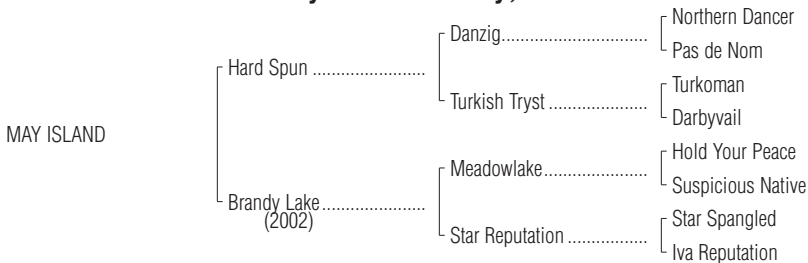 Northern Dancer
Danzig................................
Pas de Nom
Hard Spun ........................
Turkoman
Turkish Tryst .....................
Darbyvail
MAY ISLAND
Hold Your Peace
Meadowlake......................
Suspicious Native
Brandy Lake......................
(2002)
Star Spangled
Star Reputation .................
Iva Reputation